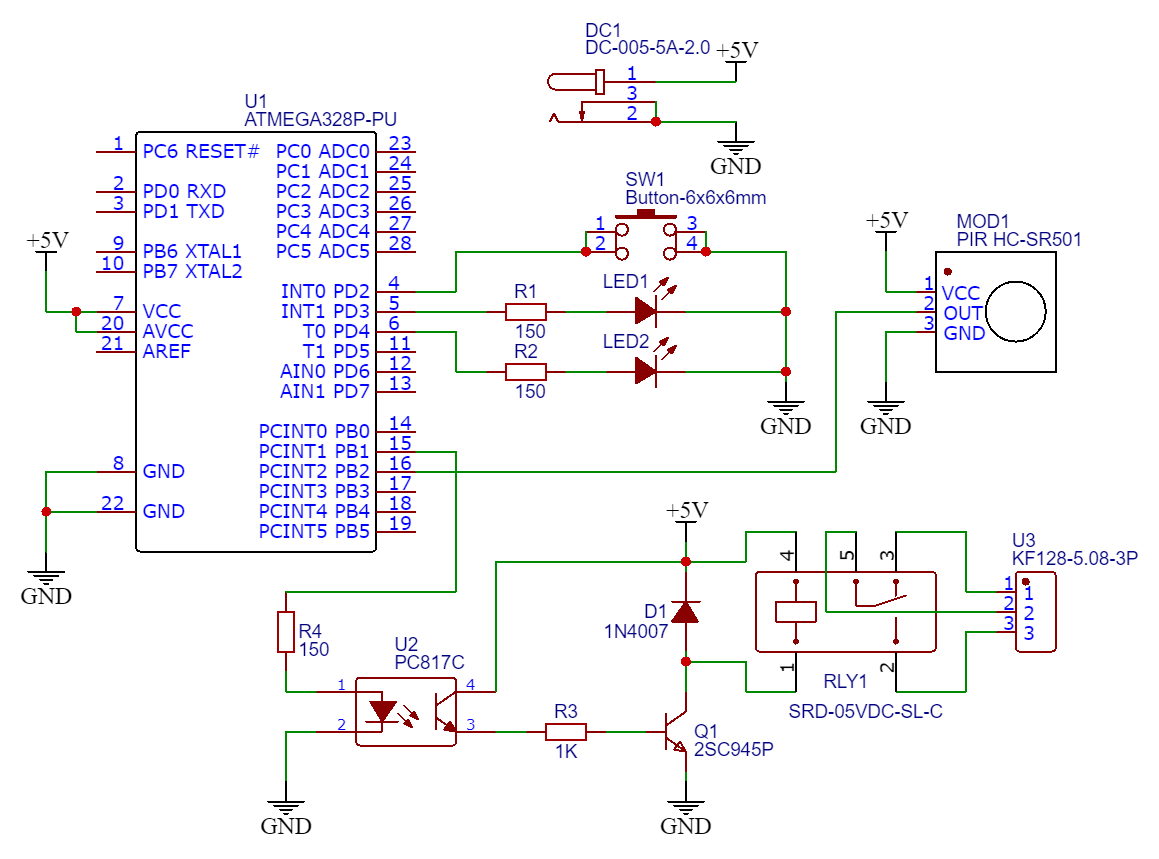 DC1
DC-005-5A-2.0
+5V
1
3
2
GND
U1
ATMEGA328P-PU
1 PC6 RESET#
2 PD0 RXD
3 PD1 TXD
9 PB6 XTAL1
10 PB7 XTAL2
7 VCC
20 AVCC
21 AREF
8 GND
22 GND
PC0 ADC0 23
PC1 ADC1 24
PC2 ADC2 25
PC3 ADC3 26
PC4 ADC4 27
PC5 ADC5 28
INT0 PD2 4
INT1 PD3 5
T0 PD4 6
T1 PD5 11
AIN0 PD6 12
AIN1 PD7 13
PCINT0 PB0 14
PCINT1 PB1 15
PCINT2 PB2 16
PCINT3 PB3 17
PCINT4 PB4 18
PCINT5 PB5 19
+5V
GND
SW1
Button-6x6x6mm
1 3
2 4
R1
150
LED1
R2
150
LED2
GND
+5V
MOD1
PIR HC-SR501
1 VCC
2 OUT
3 GND
GND
R4
150
U2
PC817C
1
2
4
3
GND
R3
1K
+5V
D1
1N4007
Q1
2SC945P
GND
4
5
3
1
2
RLY1
SRD-05VDC-SL-C
U3
KF128-5.08-3P
1 1
2 2
3 3